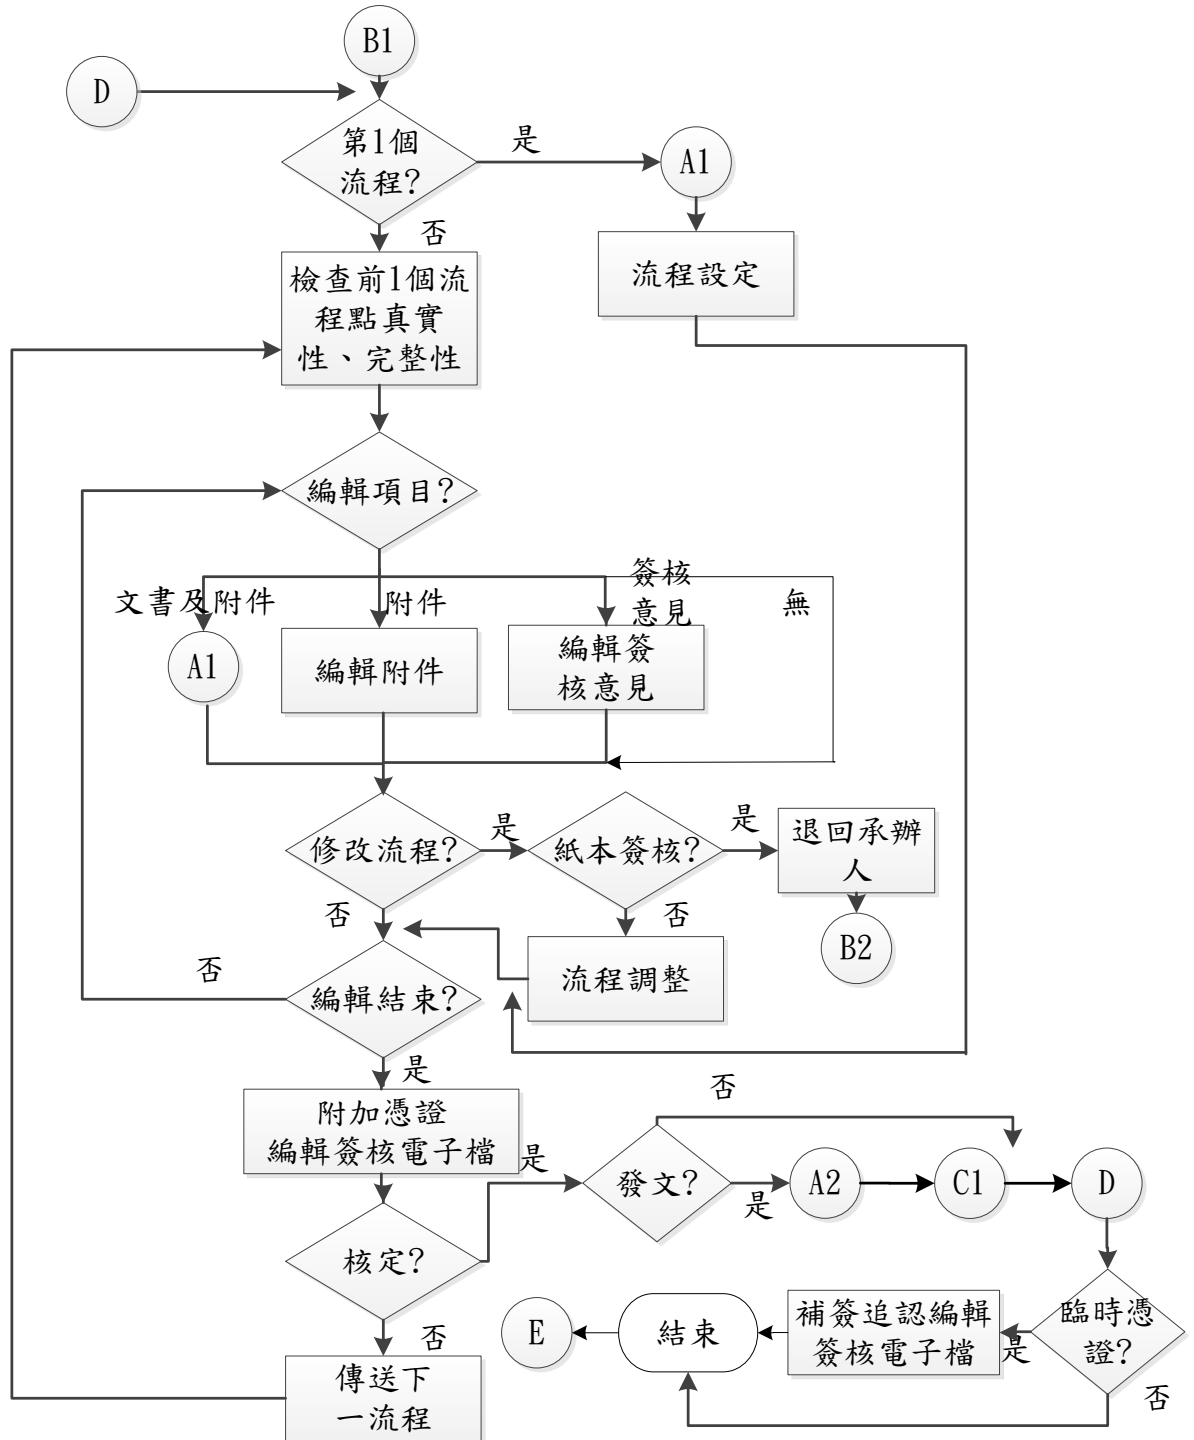 B1
D
第1個
流程?
是
A1
否
流程設定
檢查前1個流
程點真實
性、完整性
編輯項目?
文書及附件
附件
簽核
意見
無
A1
編輯附件
編輯簽
核意見
修改流程?
是
紙本簽核?
是
退回承辦
人
否
否
B2
流程調整
否
編輯結束?
是
附加憑證
編輯簽核電子檔
否
是
發文?
是
A2
C1
D
核定?
否
傳送下
一流程
E
結束
補簽追認編輯
簽核電子檔
是
臨時憑
證?
否